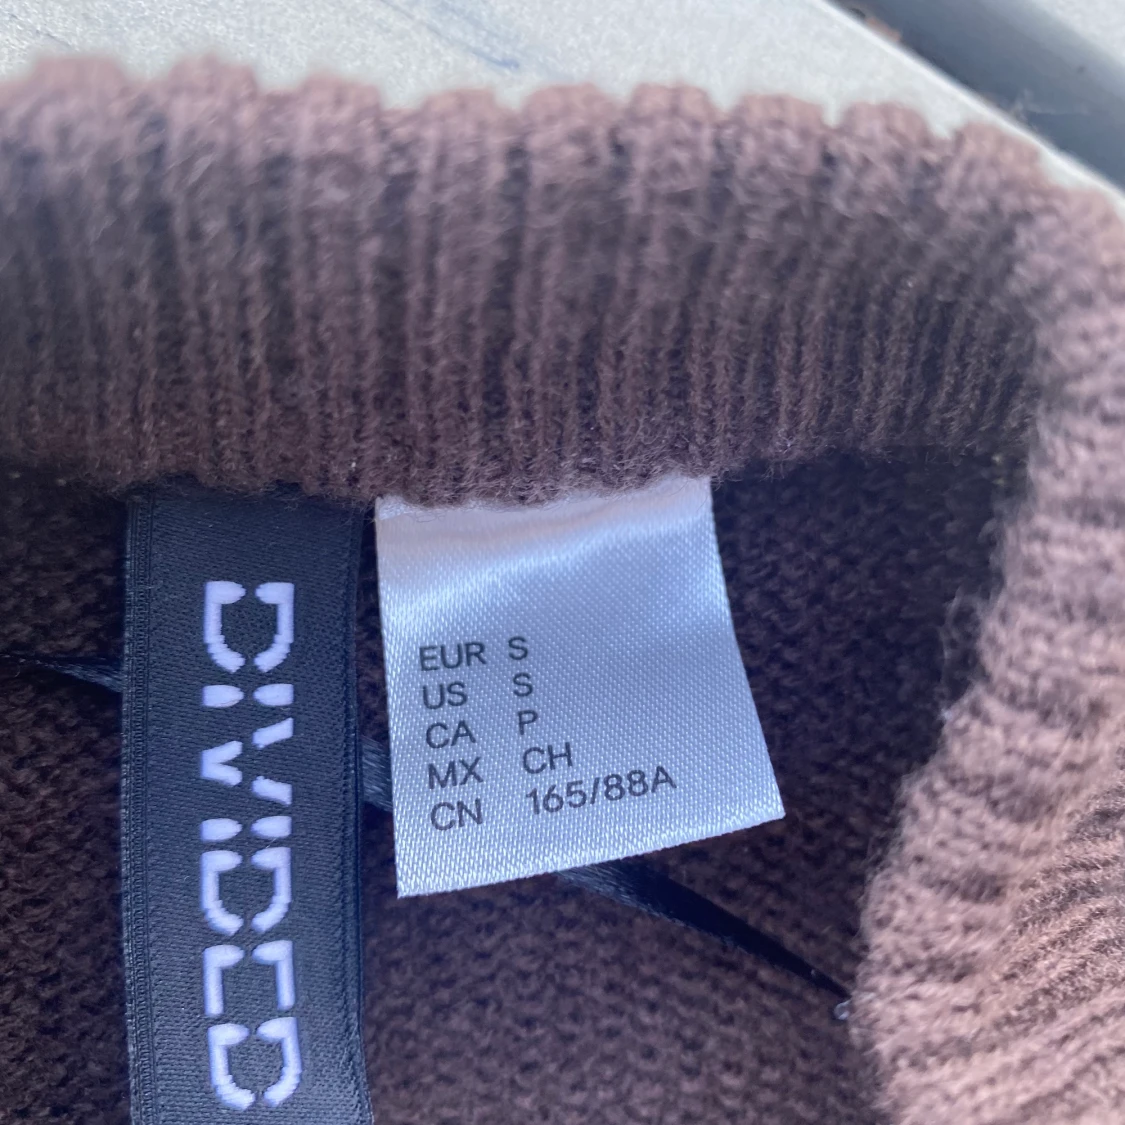 DIVIDED
EUR S
US S
CA P
MX CH
CN 165/88A